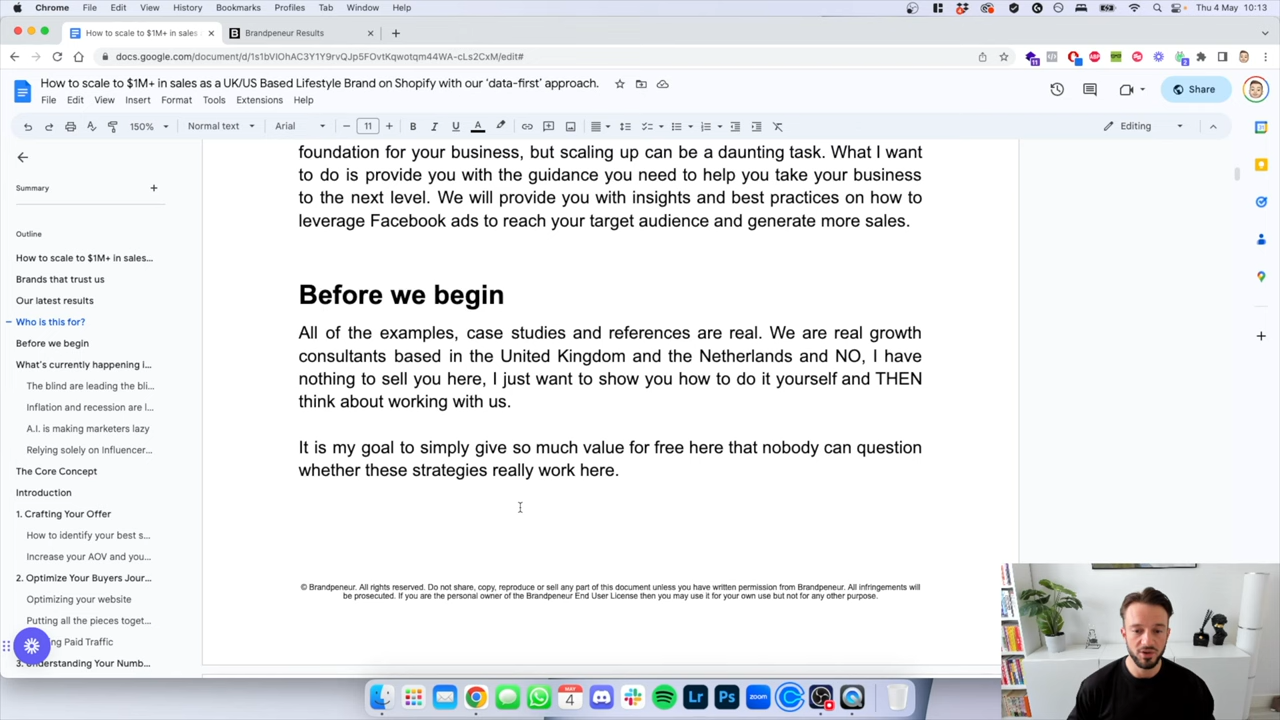 Chrome File Edit View History Bookmarks Profiles Tab Window Help Thu 4 May 10:13
How to scale to $1M+ in sales × Brandpeneur Results × +
docs.google.com/document/d/1s1bVIOhAC3Y1Y9rvQJp5FOvtKqwotqm44WA-cLs2CxM/edit#
How to scale to $1M+ in sales as a UK/US Based Lifestyle Brand on Shopify with our ‘data-first’ approach.
File Edit View Insert Format Tools Extensions Help
Share
150% Normal text Arial − 11 + B I U A Editing
Summary +
Outline
How to scale to $1M+ in sales...
Brands that trust us
Our latest results
Who is this for?
Before we begin
What's currently happening i...
The blind are leading the bli...
Inflation and recession are l...
A.I. is making marketers lazy
Relying solely on Influencer...
The Core Concept
Introduction
1. Crafting Your Offer
How to identify your best s...
Increase your AOV and you...
2. Optimize Your Buyers Jour...
Optimizing your website
Putting all the pieces toget...
Paid Traffic
3. Understanding Your Numb...
foundation for your business, but scaling up can be a daunting task. What I want
to do is provide you with the guidance you need to help you take your business
to the next level. We will provide you with insights and best practices on how to
leverage Facebook ads to reach your target audience and generate more sales.
Before we begin
All of the examples, case studies and references are real. We are real growth
consultants based in the United Kingdom and the Netherlands and NO, I have
nothing to sell you here, I just want to show you how to do it yourself and THEN
think about working with us.
It is my goal to simply give so much value for free here that nobody can question
whether these strategies really work here.
© Brandpeneur. All rights reserved. Do not share, copy, reproduce or sell any part of this document unless you have written permission from Brandpeneur. All infringements will
be prosecuted. If you are the personal owner of the Brandpeneur End User License then you may use it for your own use but not for any other purpose.
MAY
4
Lr Ps zoom